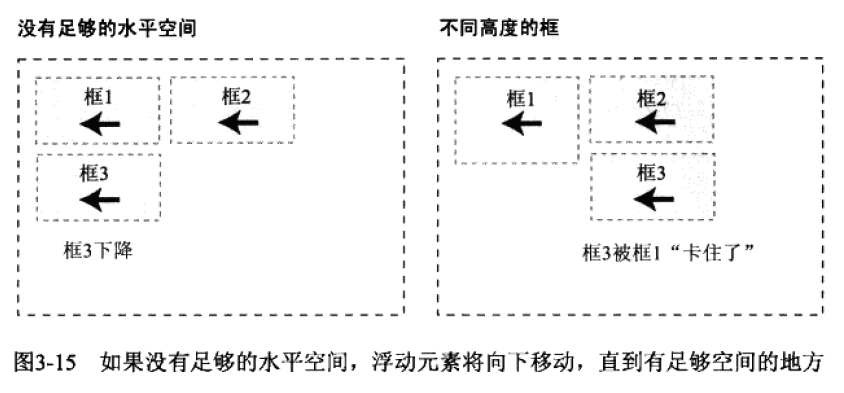 没有足够的水平空间
不同高度的框
框1
框2
框3
框3下降
框1
框2
框3
框3被框1“卡住了”
图3-15 如果没有足够的水平空间，浮动元素将向下移动，直到有足够空间的地方